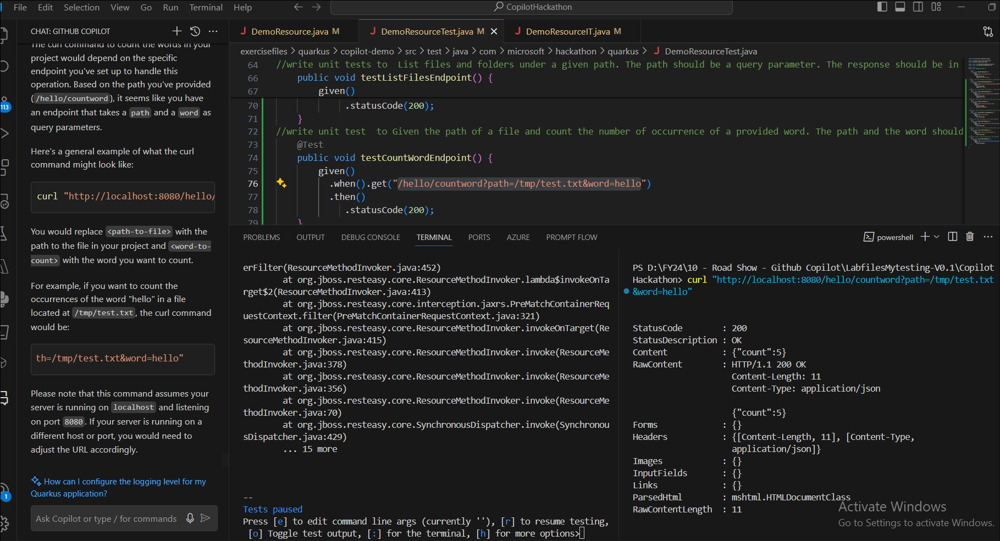 File Edit Selection View Go Run Terminal Help
CopilotHackathon
CHAT: GITHUB COPILOT
The curl command to count the words in your
project would depend on the specific
endpoint you've set up to handle this
operation. Based on the path you've provided
(/hello/countword), it seems like you have
an endpoint that takes a path and a word as
query parameters.
Here's a general example of what the curl
command might look like:
curl "http://localhost:8080/hello/
You would replace <path-to-file> with the
path to the file in your project and <word-to-
count> with the word you want to count.
For example, if you want to count the
occurrences of the word "hello" in a file
located at /tmp/test.txt, the curl command
would be:
th=/tmp/test.txt&word=hello"
Please note that this command assumes your
server is running on localhost and listening
on port 8080. If your server is running on a
different host or port, you would need to
adjust the URL accordingly.
How can I configure the logging level for my
Quarkus application?
Ask Copilot or type / for commands
113
1
DemoResource.java M
DemoResourceTest.java M
DemoResourceIT.java M
exercisefiles > quarkus > copilot-demo > src > test > java > com > microsoft > hackathon > quarkus > DemoResourceTest.java
64 //write unit tests to  List files and folders under a given path. The path should be a query parameter. The response should be in
66 public void testListFilesEndpoint() {
67 given()
70 .statusCode(200);
71 }
72 //write unit test  to Given the path of a file and count the number of occurrence of a provided word. The path and the word should
73 @Test
74 public void testCountWordEndpoint() {
75 given()
76 .when().get("/hello/countword?path=/tmp/test.txt&word=hello")
77 .then()
78 .statusCode(200);
79 }
PROBLEMS OUTPUT DEBUG CONSOLE TERMINAL PORTS AZURE PROMPT FLOW
powershell
erFilter(ResourceMethodInvoker.java:452)
at org.jboss.resteasy.core.ResourceMethodInvoker.lambda$invokeOnTa
rget$2(ResourceMethodInvoker.java:413)
at org.jboss.resteasy.core.interception.jaxrs.PreMatchContainerReq
uestContext.filter(PreMatchContainerRequestContext.java:321)
at org.jboss.resteasy.core.ResourceMethodInvoker.invokeOnTarget(Re
sourceMethodInvoker.java:415)
at org.jboss.resteasy.core.ResourceMethodInvoker.invoke(ResourceMe
thodInvoker.java:378)
at org.jboss.resteasy.core.ResourceMethodInvoker.invoke(ResourceMe
thodInvoker.java:356)
at org.jboss.resteasy.core.ResourceMethodInvoker.invoke(ResourceMe
thodInvoker.java:70)
at org.jboss.resteasy.core.SynchronousDispatcher.invoke(Synchronou
sDispatcher.java:429)
... 15 more
--
Tests paused
Press [e] to edit command line args (currently ''), [r] to resume testing,
[o] Toggle test output, [:] for the terminal, [h] for more options>
PS D:\FY24\10 - Road Show - Github Copilot\LabfilesMytesting-V0.1\Copilot
Hackathon> curl "http://localhost:8080/hello/countword?path=/tmp/test.txt
&word=hello"
StatusCode : 200
StatusDescription : OK
Content : {"count":5}
RawContent : HTTP/1.1 200 OK
Content-Length: 11
Content-Type: application/json
{"count":5}
Forms : {}
Headers : {[Content-Length, 11], [Content-Type,
application/json]}
Images : {}
InputFields : {}
Links : {}
ParsedHtml : mshtml.HTMLDocumentClass
RawContentLength : 11
Activate Windows
Go to Settings to activate Windows.